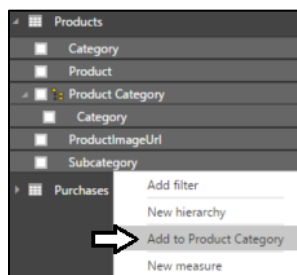 Products
Category
Product
Product Category
Category
ProductImageUrl
Subcategory
Purchases
Add filter
New hierarchy
Add to Product Category
New measure